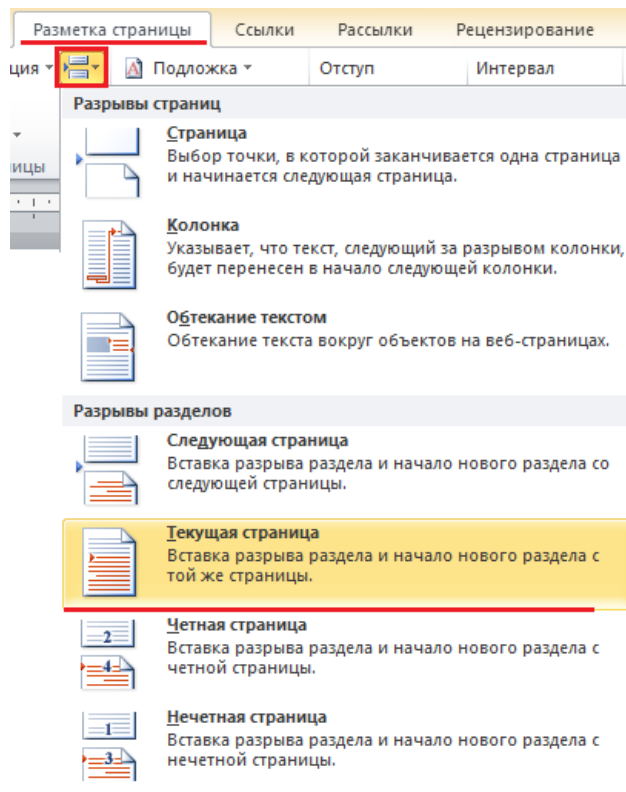 Разметка страницы Ссылки Рассылки Рецензирование
ция Подложка Отступ Интервал
Разрывы страниц
Страница
Выбор точки, в которой заканчивается одна страница
и начинается следующая страница.
ицы
Колонка
Указывает, что текст, следующий за разрывом колонки,
будет перенесен в начало следующей колонки.
Обтекание текстом
Обтекание текста вокруг объектов на веб-страницах.
Разрывы разделов
Следующая страница
Вставка разрыва раздела и начало нового раздела со
следующей страницы.
Текущая страница
Вставка разрыва раздела и начало нового раздела с
той же страницы.
Четная страница
2
Вставка разрыва раздела и начало нового раздела с
4
четной страницы.
Нечетная страница
1
Вставка разрыва раздела и начало нового раздела с
3
нечетной страницы.